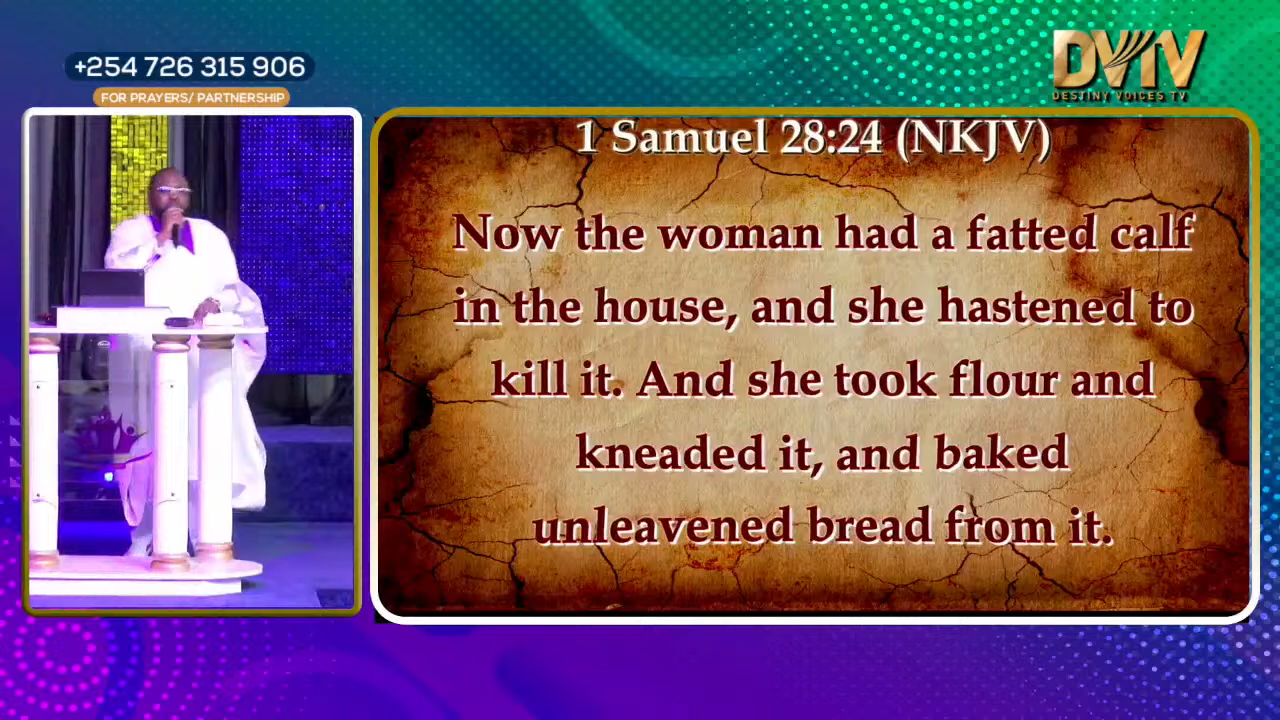 +254 726 315 906
FOR PRAYERS/ PARTNERSHIP
DVTV
DESTINY VOICES TV
1 Samuel 28:24 (NKJV)
Now the woman had a fatted calf
in the house, and she hastened to
kill it. And she took flour and
kneaded it, and baked
unleavened bread from it.